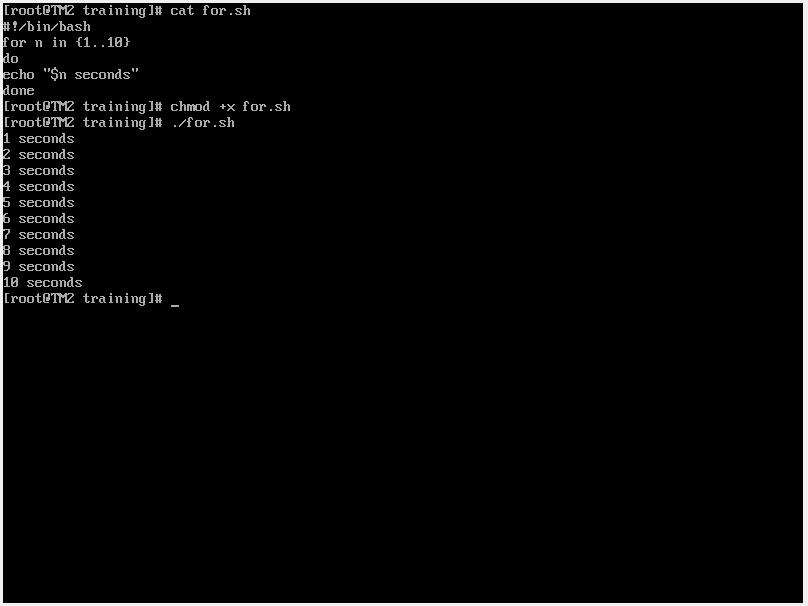 [root@TM2 training]# cat for.sh
#!/bin/bash
for n in {1..10}
do
echo "$n seconds"
done
[root@TM2 training]# chmod +x for.sh
[root@TM2 training]# ./for.sh
1 seconds
2 seconds
3 seconds
4 seconds
5 seconds
6 seconds
7 seconds
8 seconds
9 seconds
10 seconds
[root@TM2 training]# _